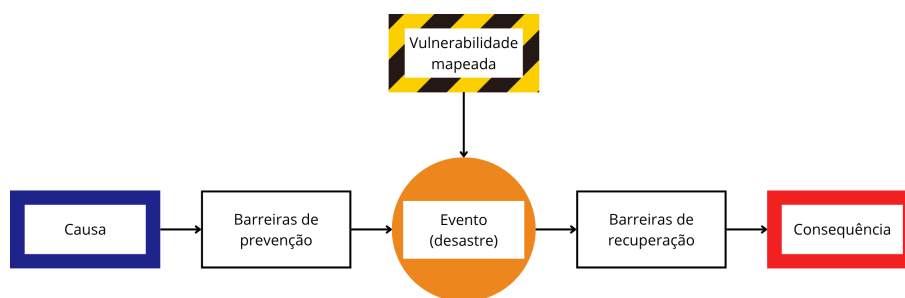 Vulnerabilidade
mapeada
Causa
Barreiras de
prevenção
Evento
(desastre)
Barreiras de
recuperação
Consequência